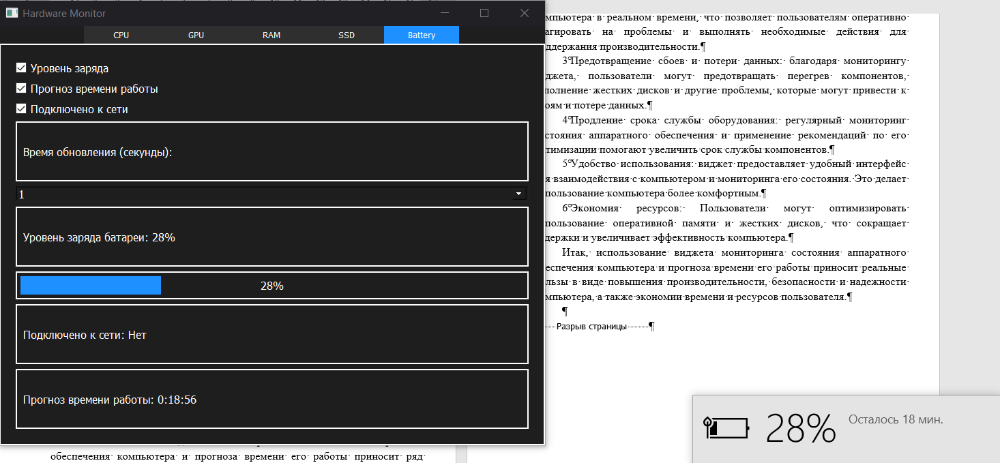 Hardware Monitor
CPU GPU RAM SSD Battery
Уровень заряда
Прогноз времени работы
Подключено к сети
Время обновления (секунды):
1
Уровень заряда батареи: 28%
28%
Подключено к сети: Нет
Прогноз времени работы: 0:18:56
мпьютера в реальном времени, что позволяет пользователям оперативно
агировать на проблемы и выполнять необходимые действия для
ддержания производительности.¶
3°Предотвращение сбоев и потери данных: благодаря мониторингу
джета, пользователи могут предотвращать перегрев компонентов,
полнение жестких дисков и другие проблемы, которые могут привести к
оям и потере данных.¶
4°Продление срока службы оборудования: регулярный мониторинг
стояния аппаратного обеспечения и применение рекомендаций по его
тимизации помогают увеличить срок службы компонентов.¶
5°Удобство использования: виджет предоставляет удобный интерфейс
я взаимодействия с компьютером и мониторинга его состояния. Это делает
пользование компьютера более комфортным.¶
6°Экономия ресурсов: Пользователи могут оптимизировать
пользование оперативной памяти и жестких дисков, что сокращает
держки и увеличивает эффективность компьютера.¶
Итак, использование виджета мониторинга состояния аппаратного
еспечения компьютера и прогноза времени его работы приносит реальные
льзы в виде повышения производительности, безопасности и надежности
мпьютера, а также экономии времени и ресурсов пользователя.¶
¶
Разрыв страницы¶
28% Осталось 18 мин.
обеспечения компьютера и прогноза времени его работы приносит ряд